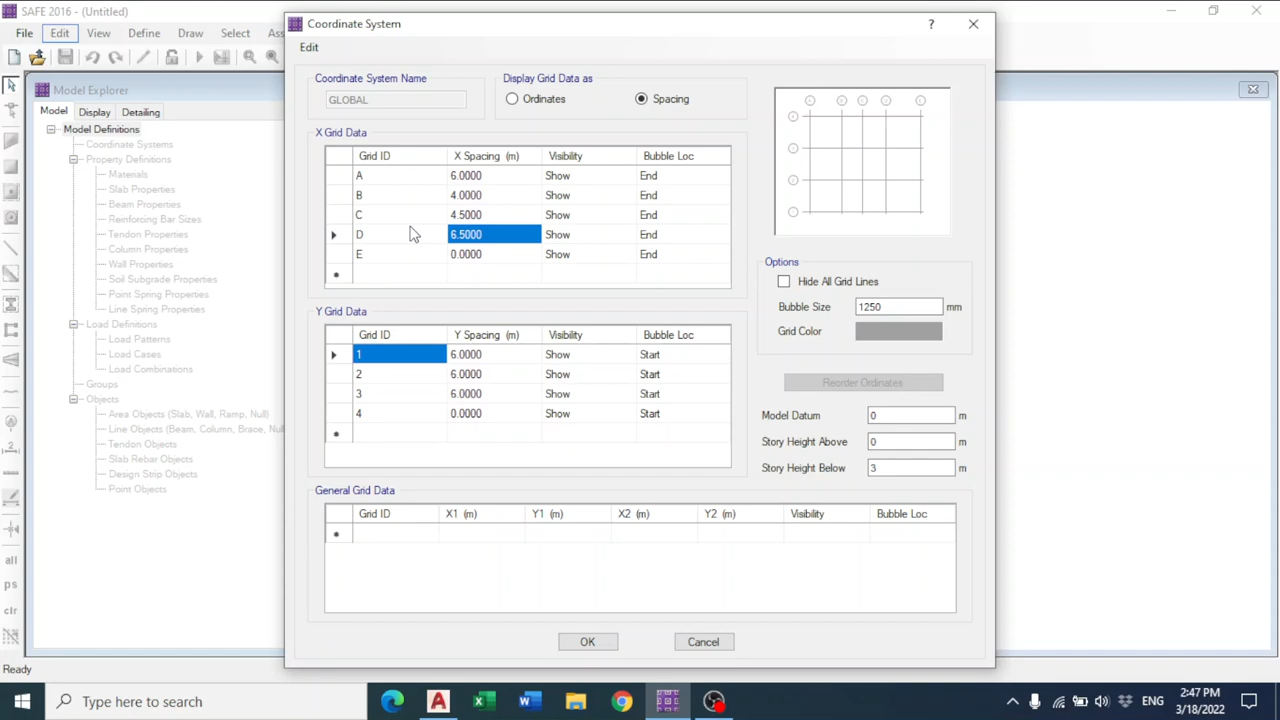 SAFE 2016 - (Untitled)
File Edit View Define Draw Select
Model Explorer
Model Display Detailing
Model Definitions
Coordinate Systems
Property Definitions
Materials
Slab Properties
Beam Properties
Reinforcing Bar Sizes
Tendon Properties
Column Properties
Wall Properties
Soil Subgrade Properties
Point Spring Properties
Line Spring Properties
Load Definitions
Load Patterns
Load Cases
Load Combinations
Groups
Objects
Area Objects (Slab, Wall, Ramp, Null)
Line Objects (Beam, Column, Brace, Null
Tendon Objects
Slab Rebar Objects
Design Strip Objects
Point Objects
all
ps
clr
Ready
Coordinate System
?
Edit
Coordinate System Name
GLOBAL
Display Grid Data as
Ordinates Spacing
X Grid Data
Grid ID X Spacing (m) Visibility Bubble Loc
A 6.0000 Show End
B 4.0000 Show End
C 4.5000 Show End
D 6.5000 Show End
E 0.0000 Show End
Y Grid Data
Grid ID Y Spacing (m) Visibility Bubble Loc
1 6.0000 Show Start
2 6.0000 Show Start
3 6.0000 Show Start
4 0.0000 Show Start
Options
Hide All Grid Lines
Bubble Size 1250 mm
Grid Color
Reorder Ordinates
Model Datum 0 m
Story Height Above 0 m
Story Height Below 3 m
General Grid Data
Grid ID X1 (m) Y1 (m) X2 (m) Y2 (m) Visibility Bubble Loc
OK Cancel
Type here to search
ENG
2:47 PM
3/18/2022